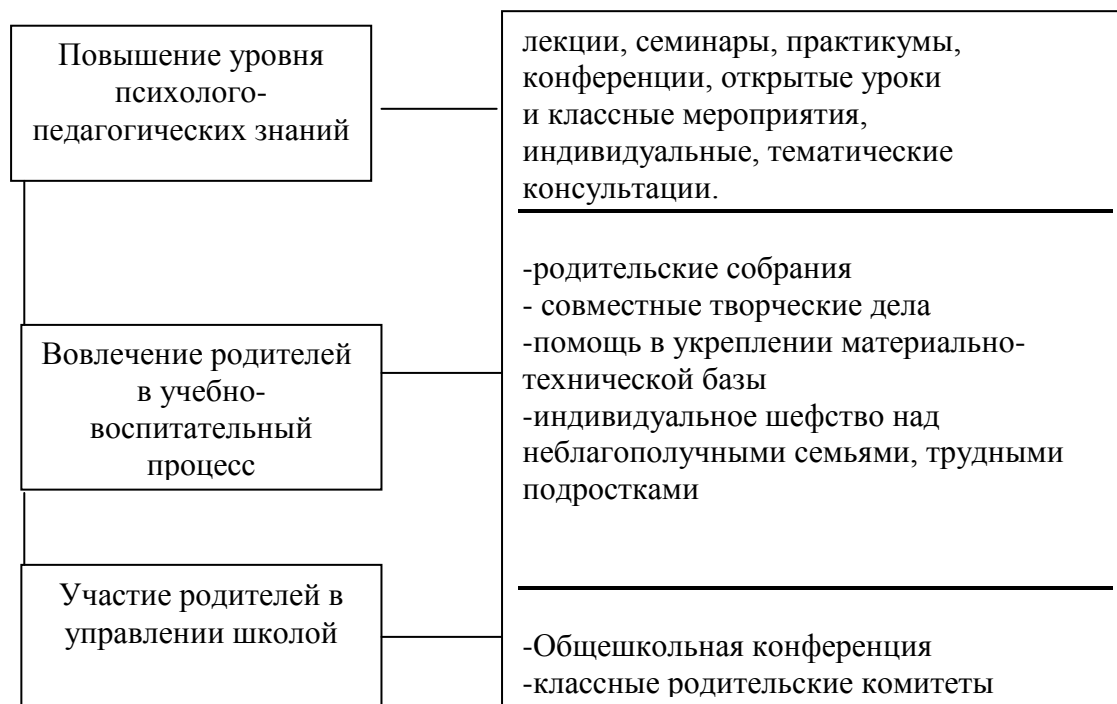 Повышение уровня
психолого-
педагогических знаний
лекции, семинары, практикумы,
конференции, открытые уроки
и классные мероприятия,
индивидуальные, тематические
консультации.
Вовлечение родителей
в учебно-
воспитательный
процесс
-родительские собрания
- совместные творческие дела
-помощь в укреплении материально-
технической базы
-индивидуальное шефство над
неблагополучными семьями, трудными
подростками
Участие родителей в
управлении школой
-Общешкольная конференция
-классные родительские комитеты